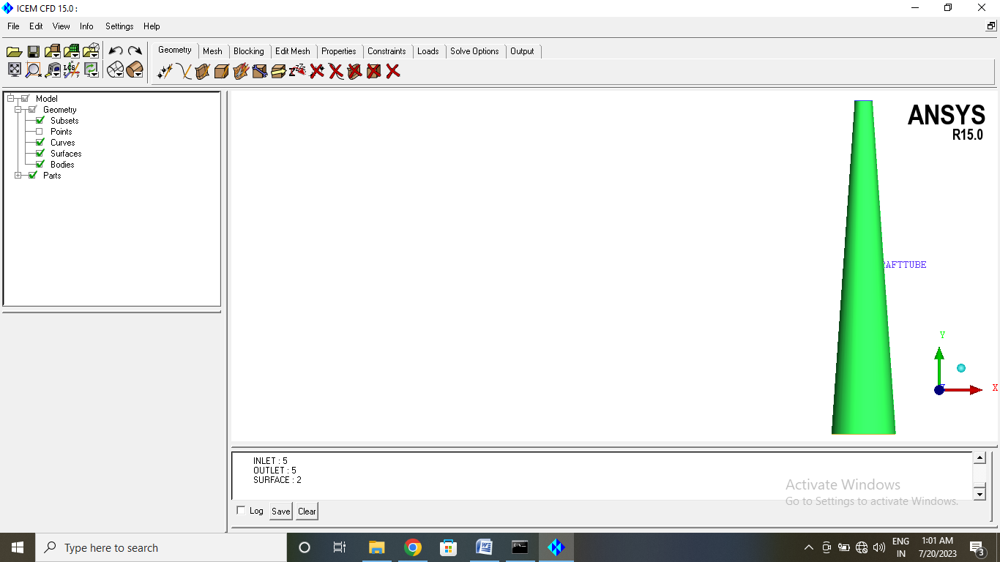 ICEM CFD 15.0 :
File Edit View Info Settings Help
Geometry Mesh Blocking Edit Mesh Properties Constraints Loads Solve Options Output
LCS
Model
Geometry
Subsets
Points
Curves
Surfaces
Bodies
Parts
ANSYS
R15.0
RAFTTUBE
Y
X
INLET : 5
OUTLET : 5
SURFACE : 2
Log Save Clear
Activate Windows
Go to Settings to activate Windows.
Type here to search
ENG
IN
1:01 AM
7/20/2023
3